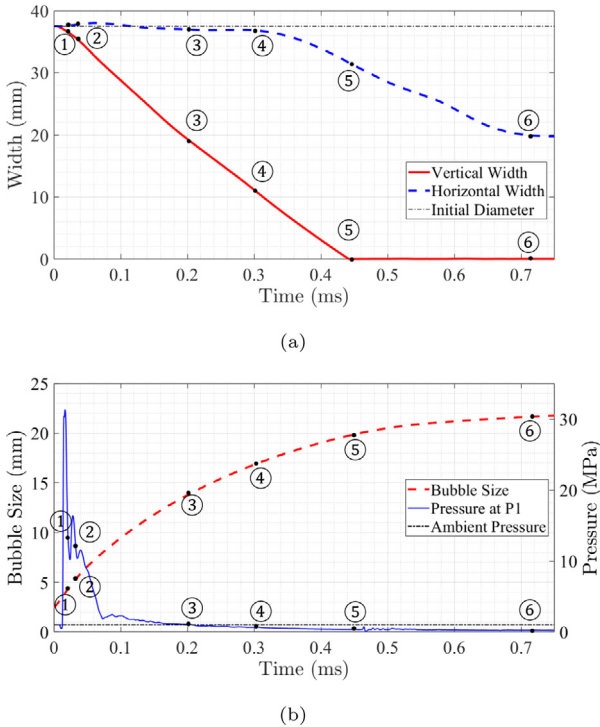 40
30
20
10
0
Width (mm)
1
2
3
4
5
6
3
4
5
6
Vertical Width
Horizontal Width
Initial Diameter
0 0.1 0.2 0.3 0.4 0.5 0.6 0.7
Time (ms)
(a)
25
20
15
10
5
0
Bubble Size (mm)
30
20
10
0
Pressure (MPa)
1
2
1
2
3
4
5
6
3
4
5
6
Bubble Size
Pressure at P1
Ambient Pressure
0 0.1 0.2 0.3 0.4 0.5 0.6 0.7
Time (ms)
(b)